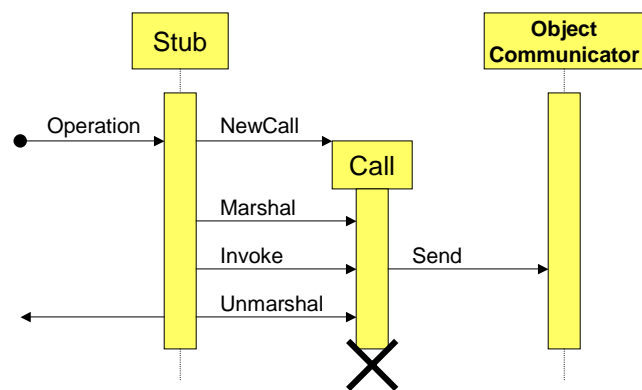 Stub
Object
Communicator
Operation
NewCall
Call
Marshal
Invoke
Send
Unmarshal